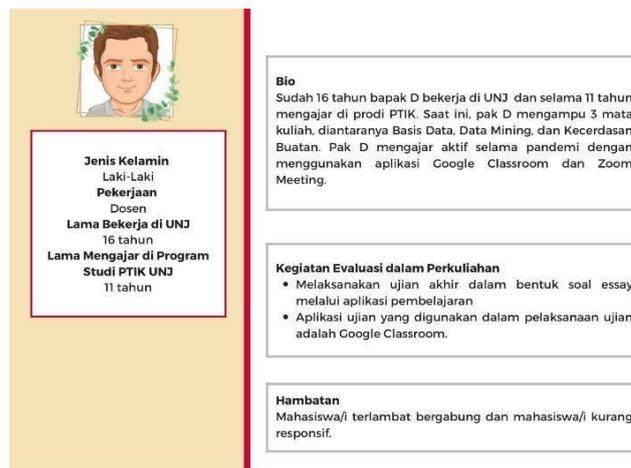 Jenis Kelamin
Laki-Laki
Pekerjaan
Dosen
Lama Bekerja di UNJ
16 tahun
Lama Mengajar di Program
Studi PTIK UNJ
11 tahun
Bio
Sudah 16 tahun bapak D bekerja di UNJ dan selama 11 tahun
mengajar di prodi PTIK. Saat ini, pak D mengampu 3 mata
kuliah, diantaranya Basis Data, Data Mining, dan Kecerdasan
Buatan. Pak D mengajar aktif selama pandemi dengan
menggunakan aplikasi Google Classroom dan Zoom
Meeting.
Kegiatan Evaluasi dalam Perkuliahan
• Melaksanakan ujian akhir dalam bentuk soal essay
melalui aplikasi pembelajaran
• Aplikasi ujian yang digunakan dalam pelaksanaan ujian
adalah Google Classroom.
Hambatan
Mahasiswa/i terlambat bergabung dan mahasiswa/i kurang
responsif.